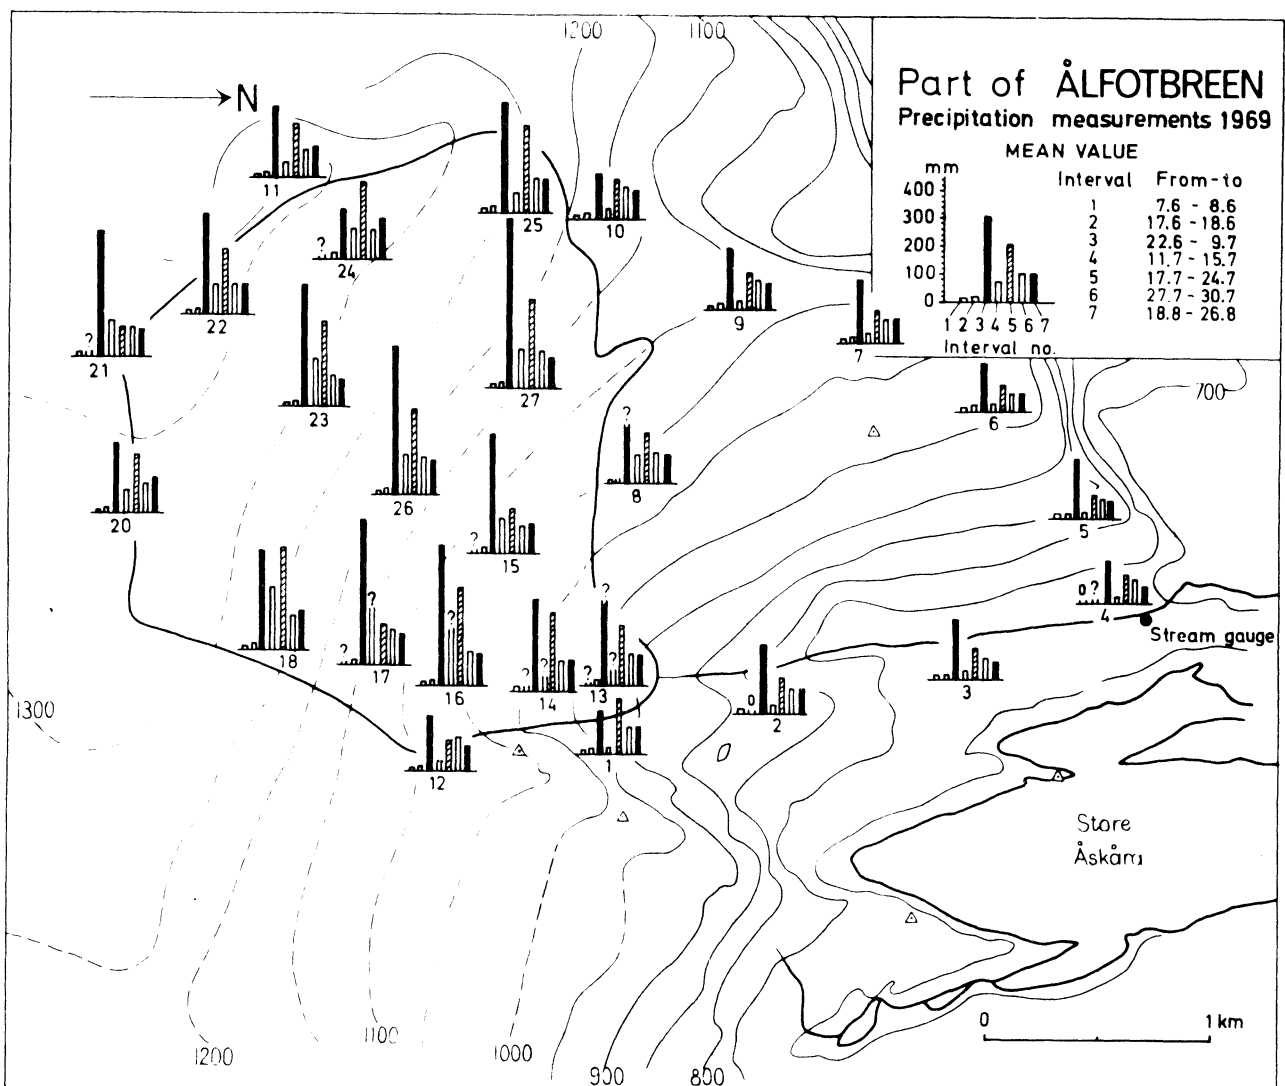 1200
1100
Part of ÅLFOTBREEN
Precipitation measurements 1969
MEAN VALUE
mm
Interval From-to
400
300
200
100
0
1 7.6 - 8.6
2 17.6 - 18.6
3 22.6 - 9.7
4 11.7 - 15.7
5 17.7 - 24.7
6 27.7 - 30.7
7 18.8 - 26.8
1 2 3 4 5 6 7
Interval no.
N
11
25
10
?
24
22
9
7
?
21
23
27
6
700
?
8
20
26
5
?
15
0 ?
4
Stream gauge
18
? ?
17
?
16
? ?
14
? ? ?
13
0
2
3
1300
12
1
Store
Åskåra
0 1 km
1200
1100
1000
900
800